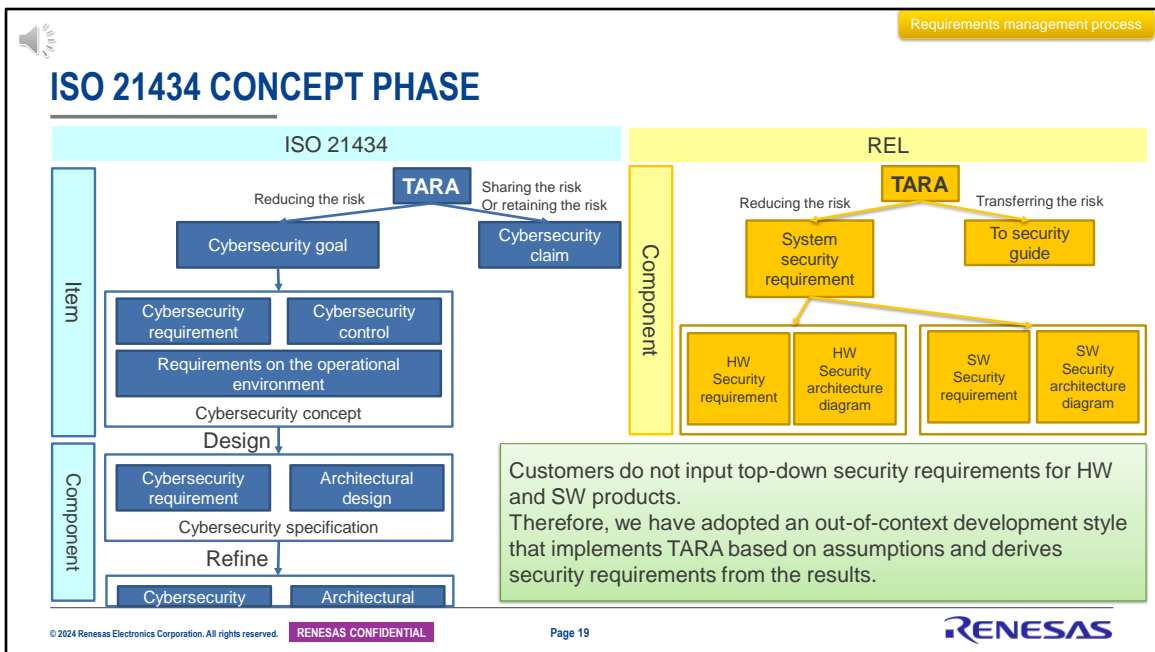 Requirements management process
ISO 21434 CONCEPT PHASE
ISO 21434
Item
TARA
Reducing the risk
Sharing the risk
Or retaining the risk
Cybersecurity goal
Cybersecurity
claim
Cybersecurity
requirement
Cybersecurity
control
Requirements on the operational
environment
Cybersecurity concept
Design
Component
Cybersecurity
requirement
Architectural
design
Cybersecurity specification
Refine
Cybersecurity
Architectural
REL
Component
TARA
Reducing the risk
Transferring the risk
System
security
requirement
To security
guide
HW
Security
requirement
HW
Security
architecture
diagram
SW
Security
requirement
SW
Security
architecture
diagram
Customers do not input top-down security requirements for HW
and SW products.
Therefore, we have adopted an out-of-context development style
that implements TARA based on assumptions and derives
security requirements from the results.
© 2024 Renesas Electronics Corporation. All rights reserved.
RENESAS CONFIDENTIAL
Page 19
RENESAS